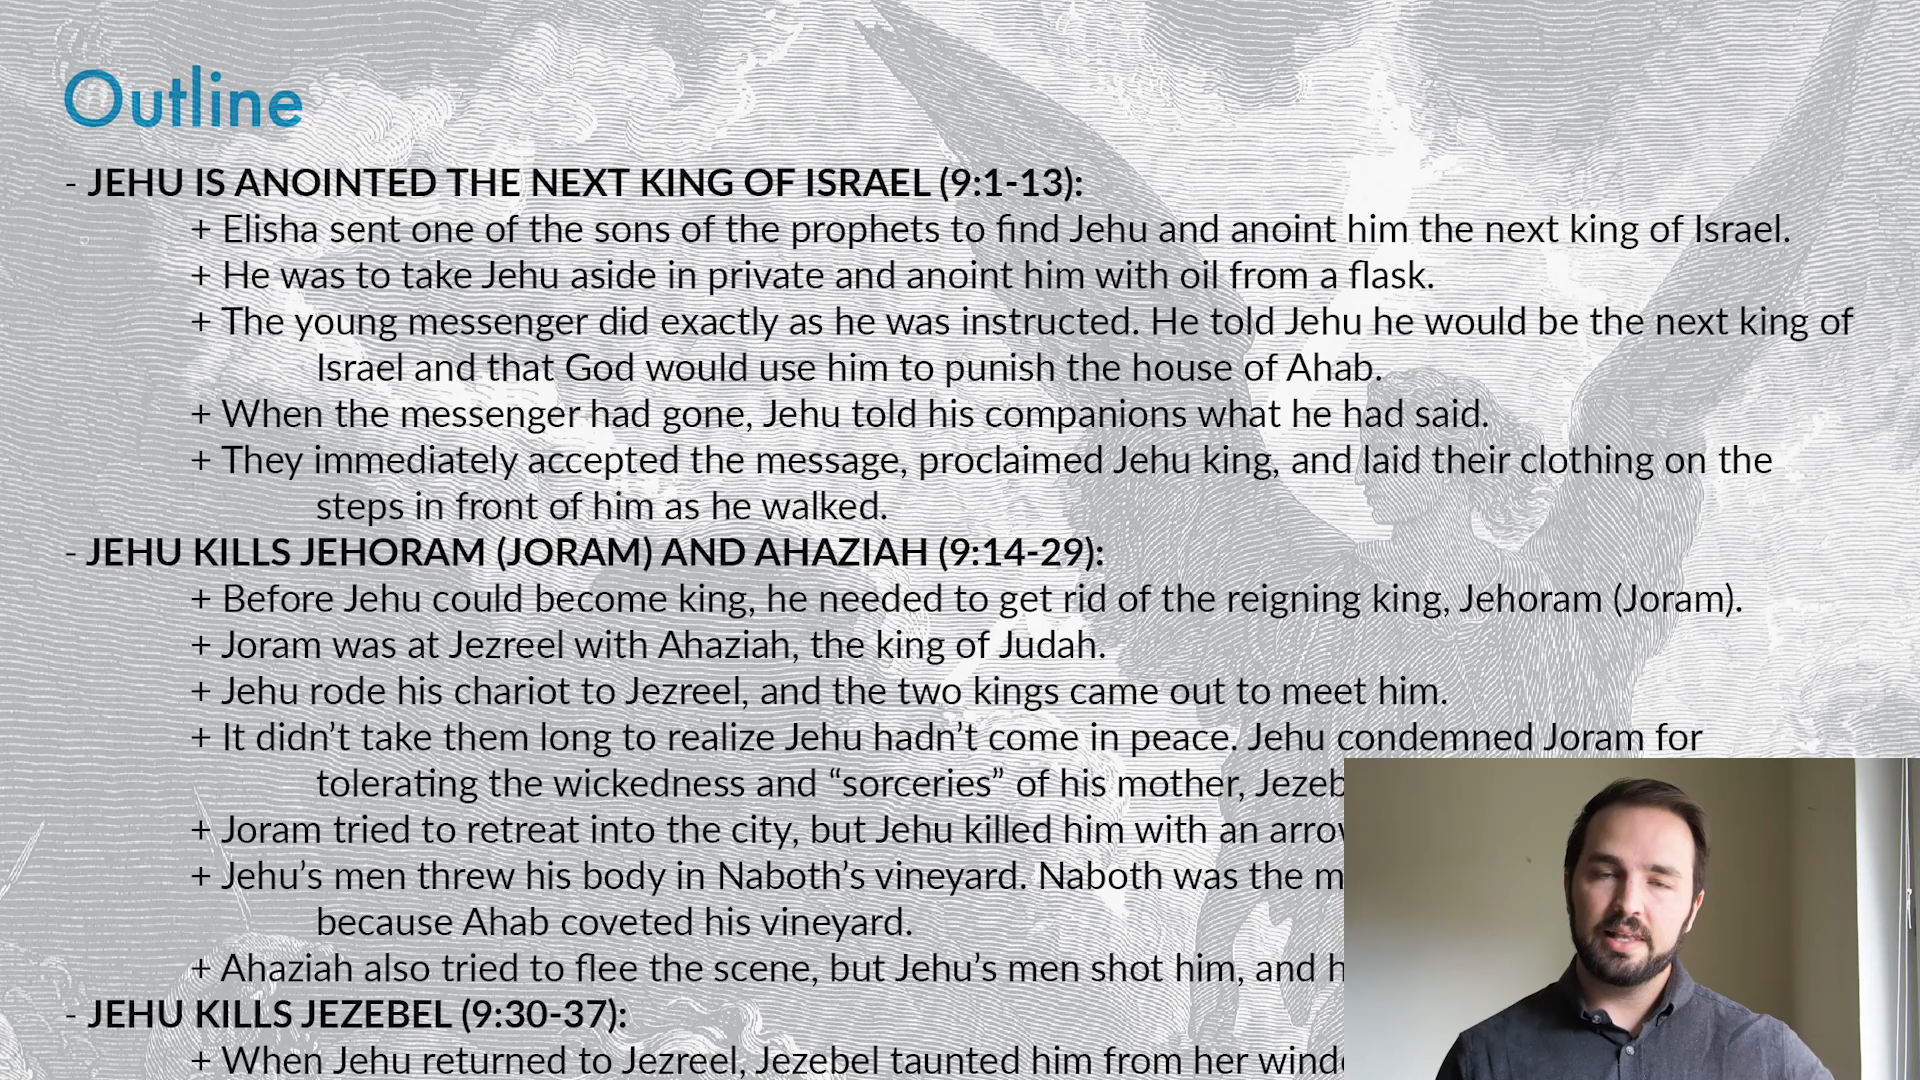 Outline
- JEHU IS ANOINTED THE NEXT KING OF ISRAEL (9:1-13):
+ Elisha sent one of the sons of the prophets to find Jehu and anoint him the next king of Israel.
+ He was to take Jehu aside in private and anoint him with oil from a flask.
+ The young messenger did exactly as he was instructed. He told Jehu he would be the next king of
Israel and that God would use him to punish the house of Ahab.
+ When the messenger had gone, Jehu told his companions what he had said.
+ They immediately accepted the message, proclaimed Jehu king, and laid their clothing on the
steps in front of him as he walked.
- JEHU KILLS JEHORAM (JORAM) AND AHAZIAH (9:14-29):
+ Before Jehu could become king, he needed to get rid of the reigning king, Jehoram (Joram).
+ Joram was at Jezreel with Ahaziah, the king of Judah.
+ Jehu rode his chariot to Jezreel, and the two kings came out to meet him.
+ It didn’t take them long to realize Jehu hadn’t come in peace. Jehu condemned Joram for
tolerating the wickedness and “sorceries” of his mother,
+ Joram tried to retreat into the city, but Jehu killed him with an
+ Jehu’s men threw his body in Naboth’s vineyard. Naboth was the
because Ahab coveted his vineyard.
+ Ahaziah also tried to flee the scene, but Jehu’s men shot him, and
- JEHU KILLS JEZEBEL (9:30-37):
+ When Jehu returned to Jezreel, Jezebel taunted him from her